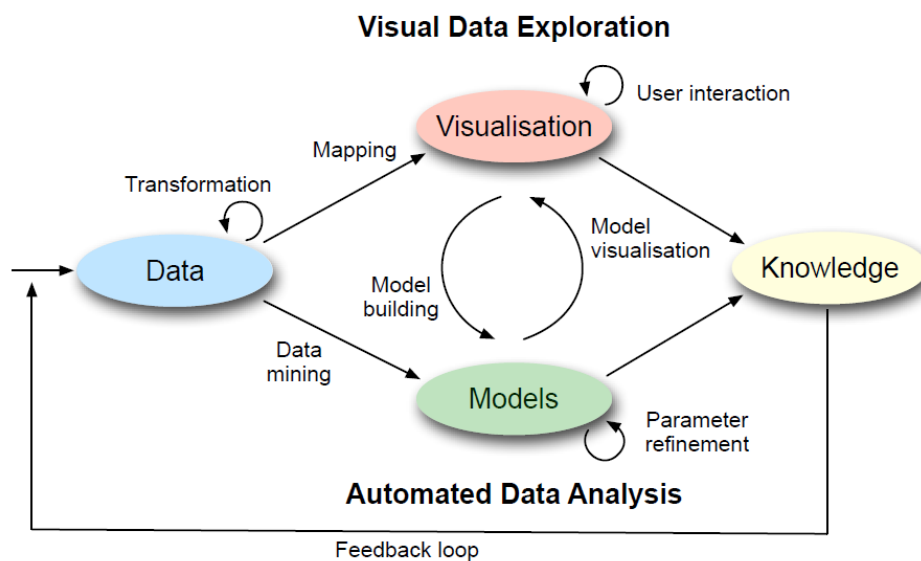 Visual Data Exploration
User interaction
Visualisation
Mapping
Transformation
Model
visualisation
Data
Knowledge
Model
building
Data
mining
Models
Parameter
refinement
Automated Data Analysis
Feedback loop